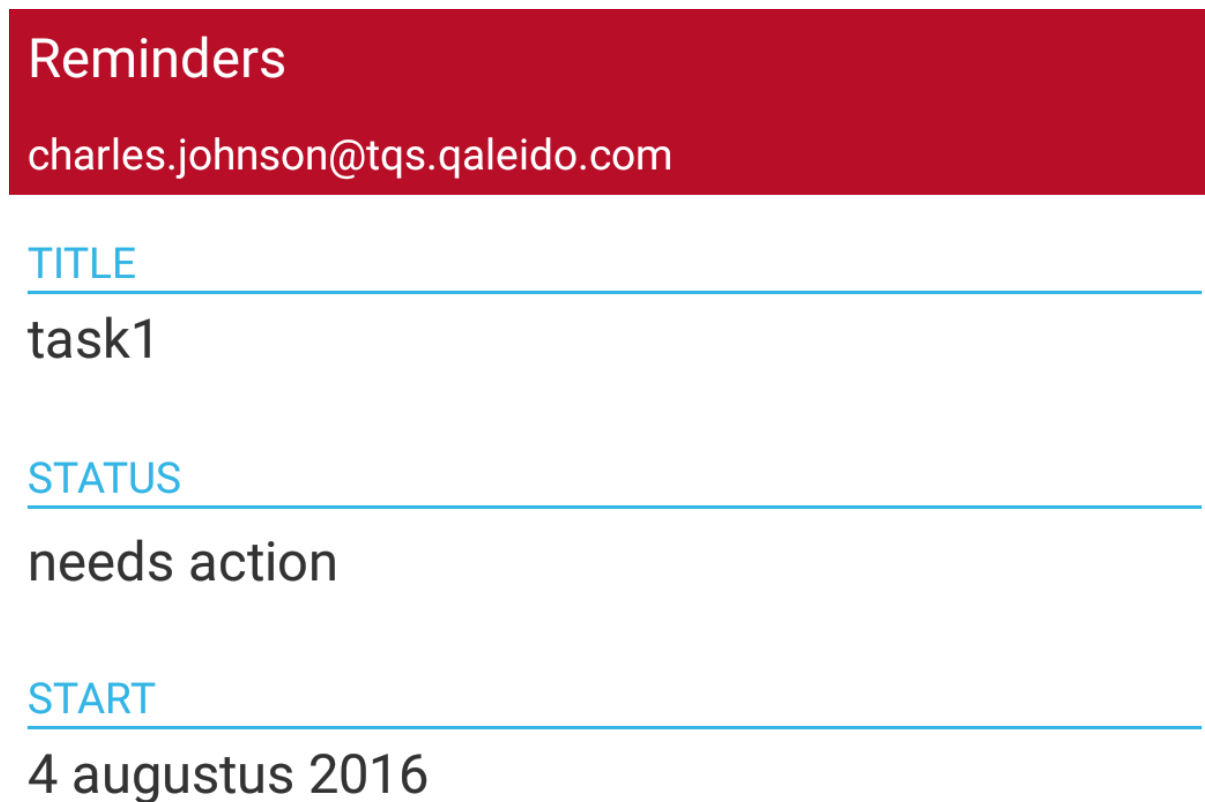 Reminders
charles.johnson@tqs.qaleido.com
TITLE
task1
STATUS
needs action
START
4 augustus 2016